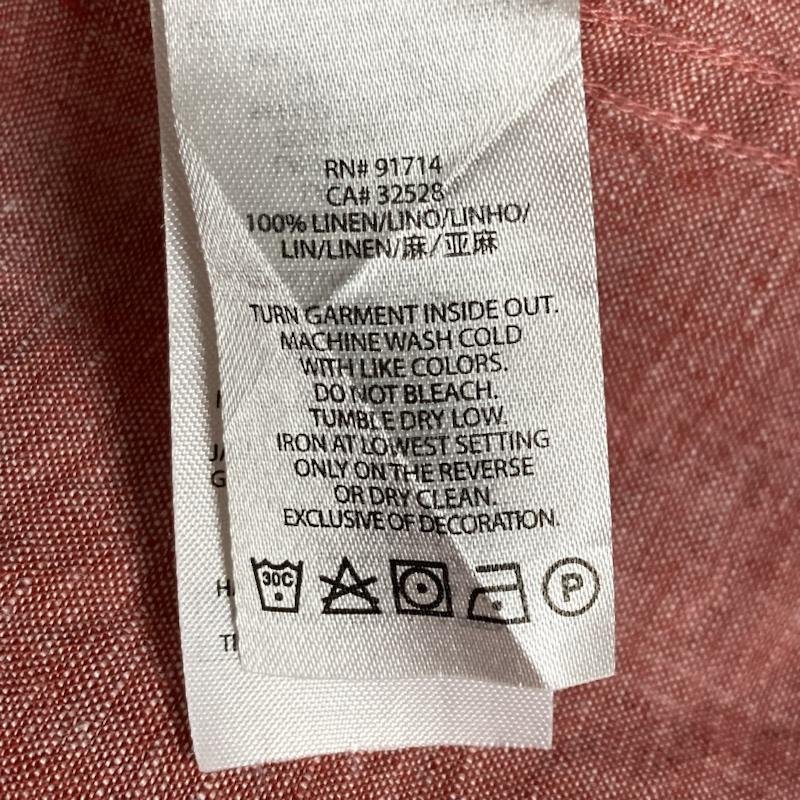 RN# 91714
CA# 32528
100% LINEN/LINO/LINHO/
LIN/LINEN/麻/亚麻
TURN GARMENT INSIDE OUT.
MACHINE WASH COLD
WITH LIKE COLORS.
DO NOT BLEACH.
TUMBLE DRY LOW.
IRON AT LOWEST SETTING
ONLY ON THE REVERSE
OR DRY CLEAN.
EXCLUSIVE OF DECORATION.
30C P